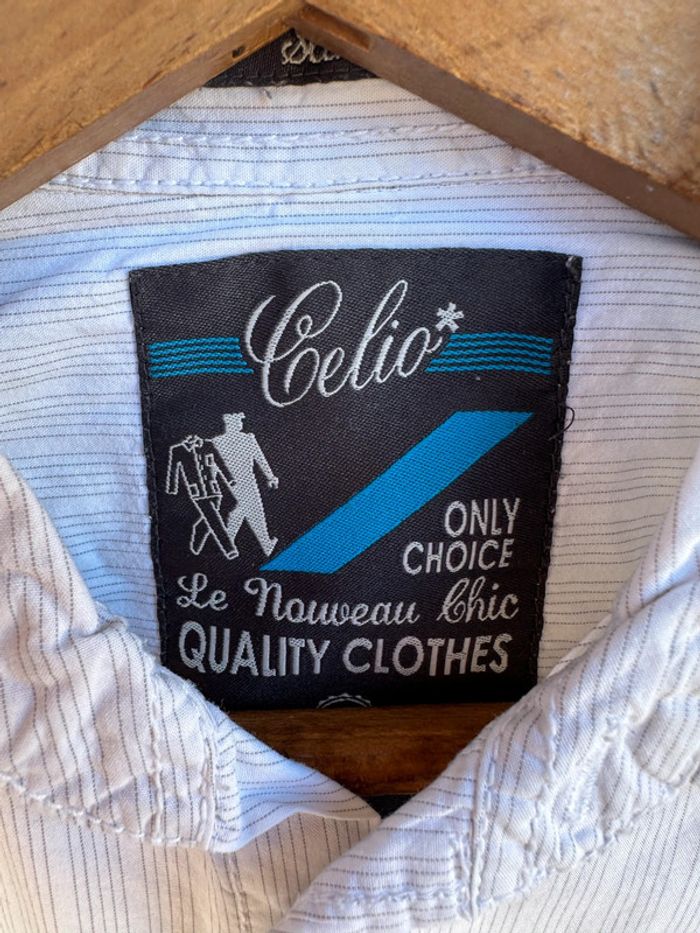 Celio*
ONLY
CHOICE
Le Nouveau Chic
QUALITY CLOTHES